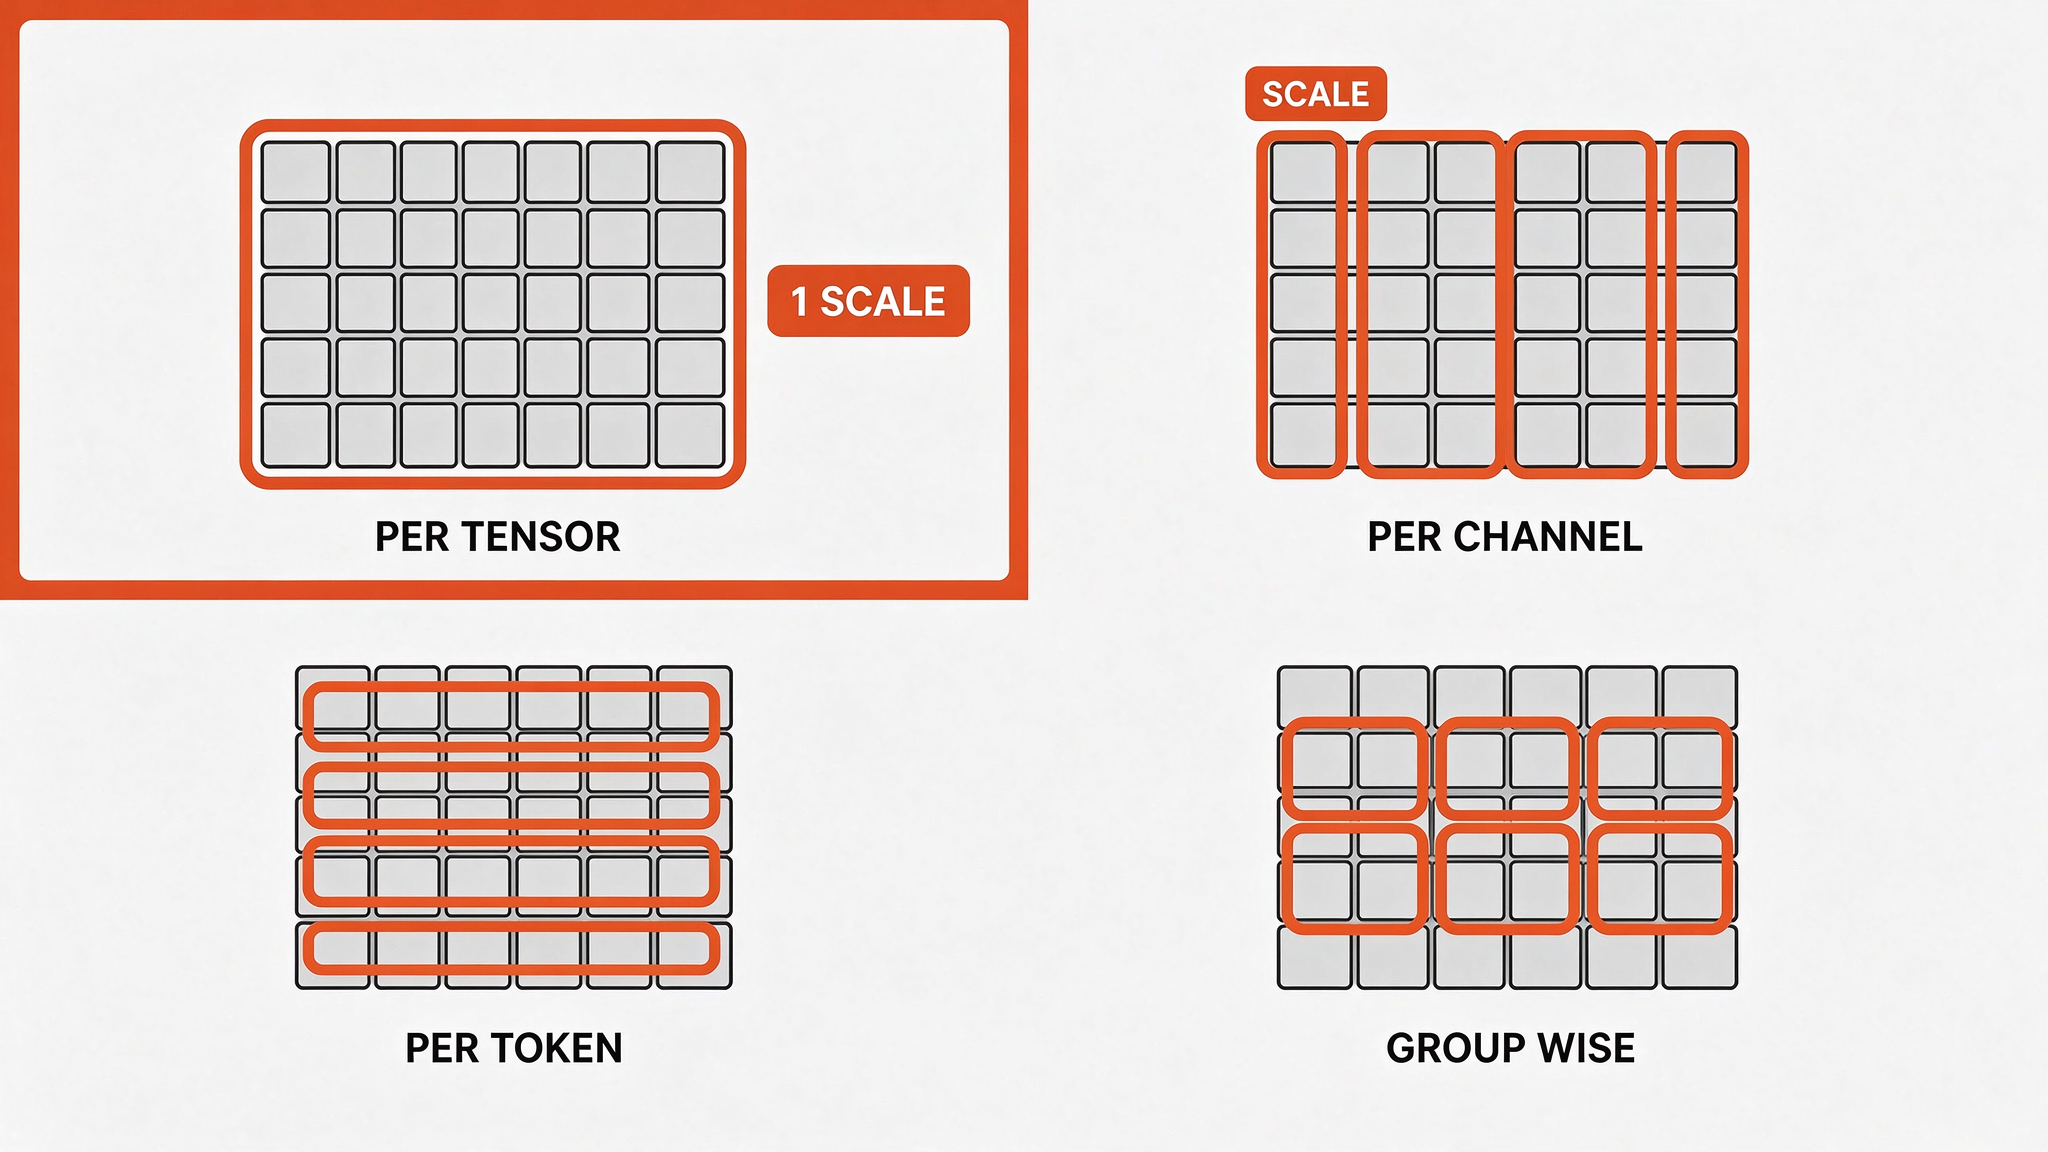 1 SCALE
PER TENSOR
SCALE
PER CHANNEL
PER TOKEN
GROUP WISE